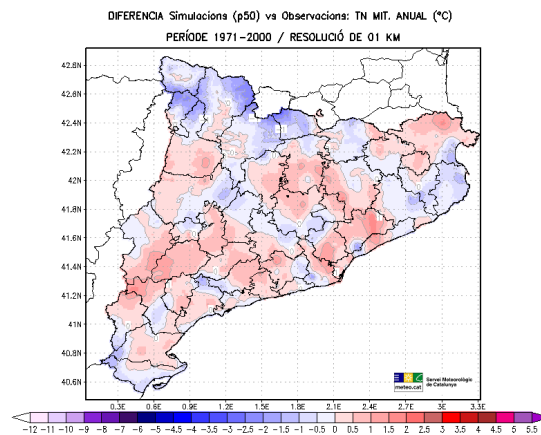 DIFERENCIA Simulacions (p50) vs Observacions: TN MIT. ANUAL (°C)
PERÍODE 1971-2000 / RESOLUCIÓ DE 01 KM
42.8N
42.6N
42.4N
42.2N
42N
41.8N
41.6N
41.4N
41.2N
41N
40.8N
40.6N
meteo.cat
Servei Meteorològic
de Catalunya
0.3E 0.6E 0.9E 1.2E 1.5E 1.8E 2.1E 2.4E 2.7E 3E 3.3E
-12 -11 -10 -9 -8 -7 -6 -5 -4.5 -4 -3.5 -3 -2.5 -2 -1.5 -1 -0.5 0 0.5 1 1.5 2 2.5 3 3.5 4 4.5 5 5.5